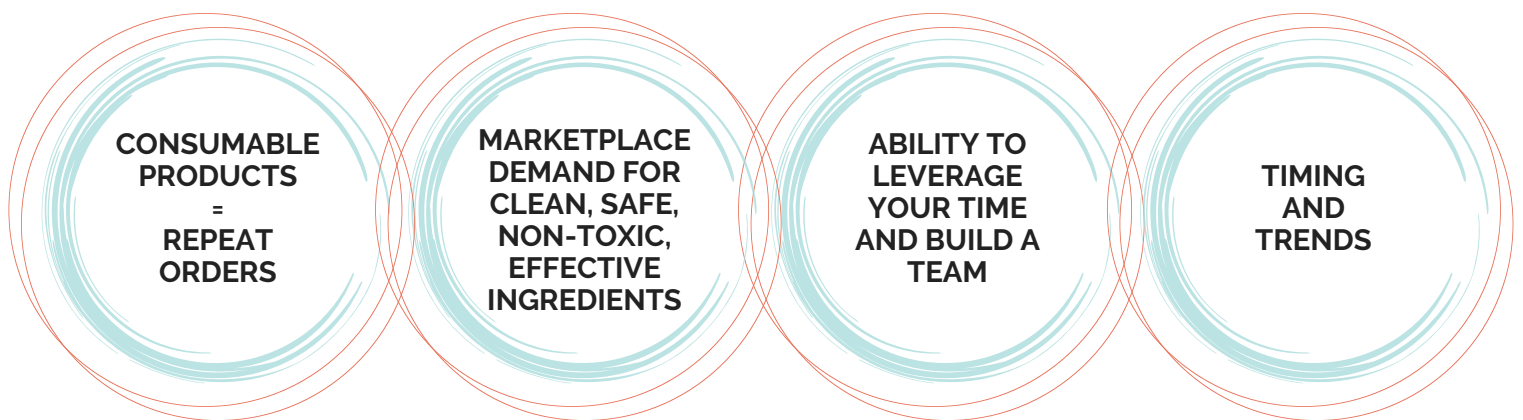 CONSUMABLE
PRODUCTS
=
REPEAT
ORDERS
MARKETPLACE
DEMAND FOR
CLEAN, SAFE,
NON-TOXIC,
EFFECTIVE
INGREDIENTS
ABILITY TO
LEVERAGE
YOUR TIME
AND BUILD A
TEAM
TIMING
AND
TRENDS